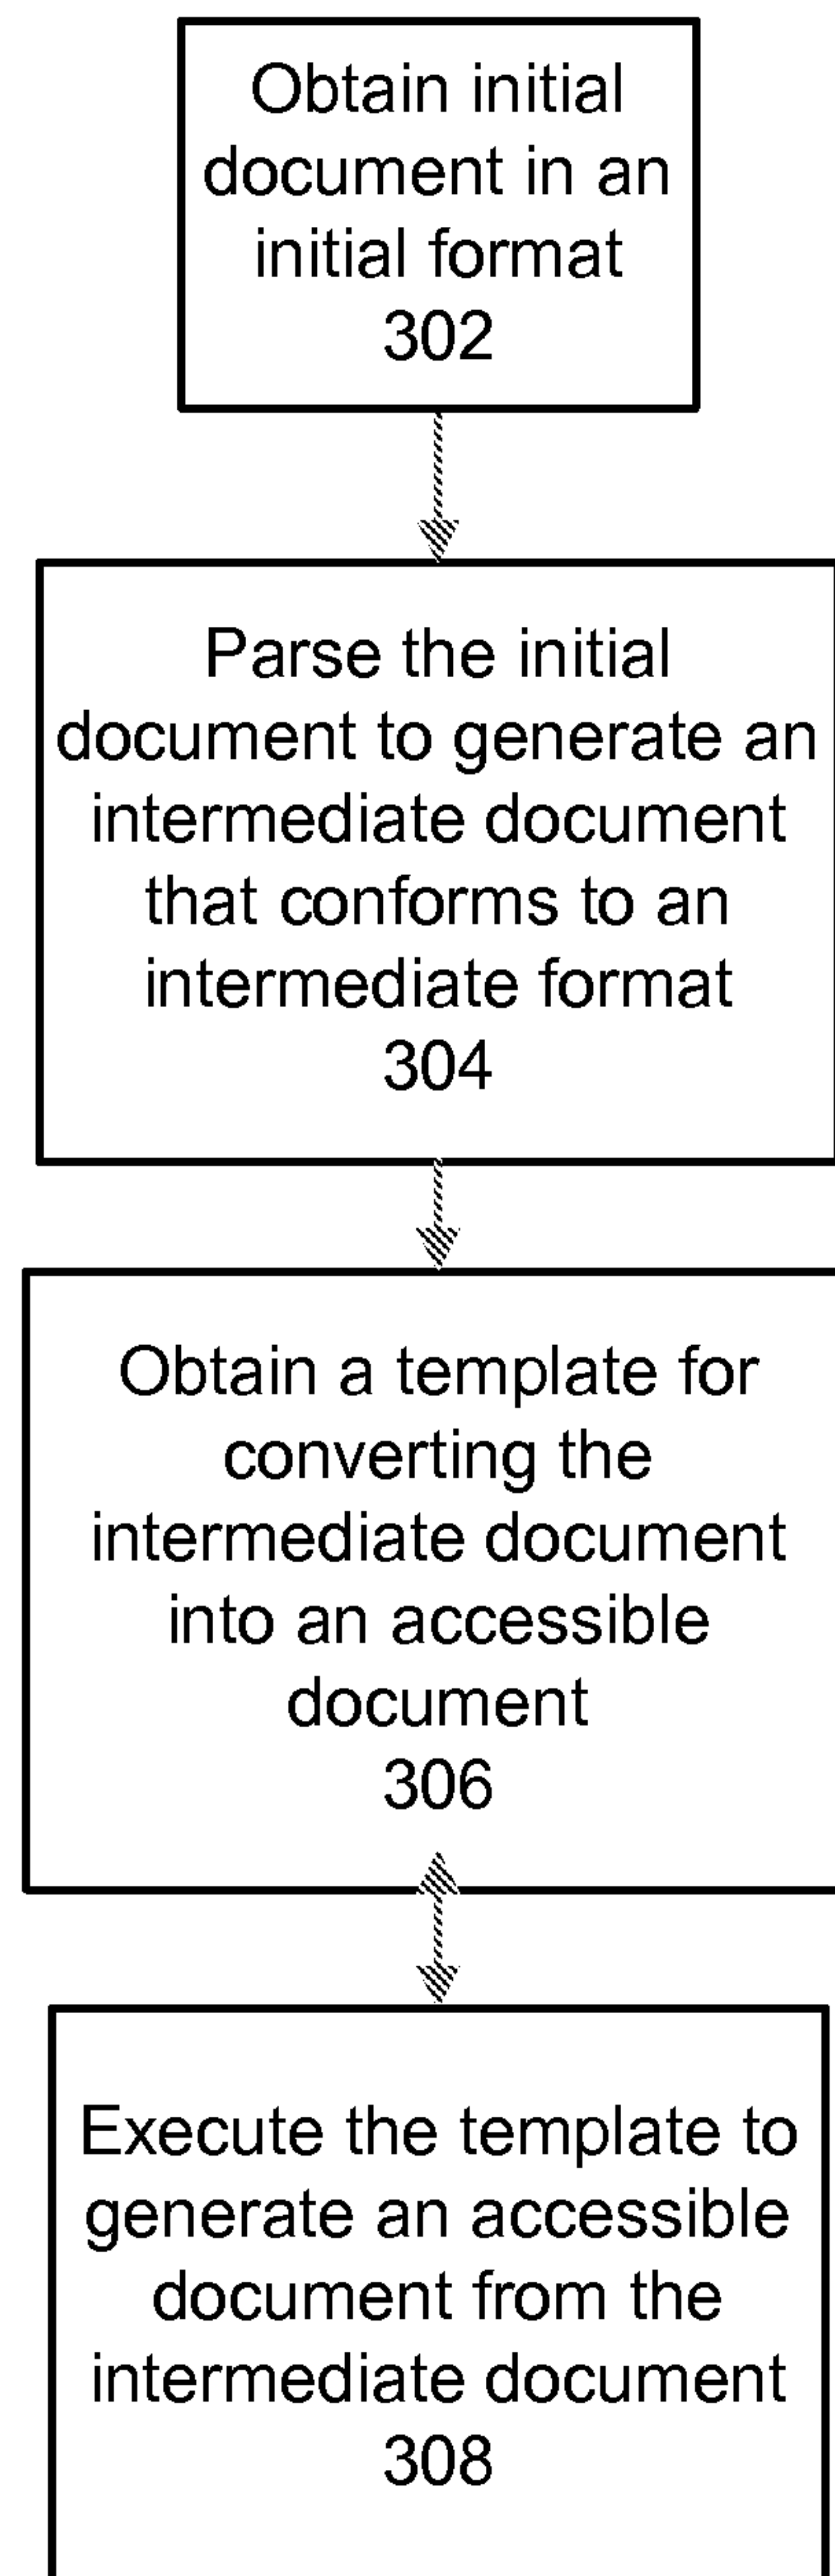 Obtain initial
document in an
initial format
302
Parse the initial
document to generate an
intermediate document
that conforms to an
intermediate format
304
Obtain a template for
converting the
intermediate document
into an accessible
document
306
Execute the template to
generate an accessible
document from the
intermediate document
308